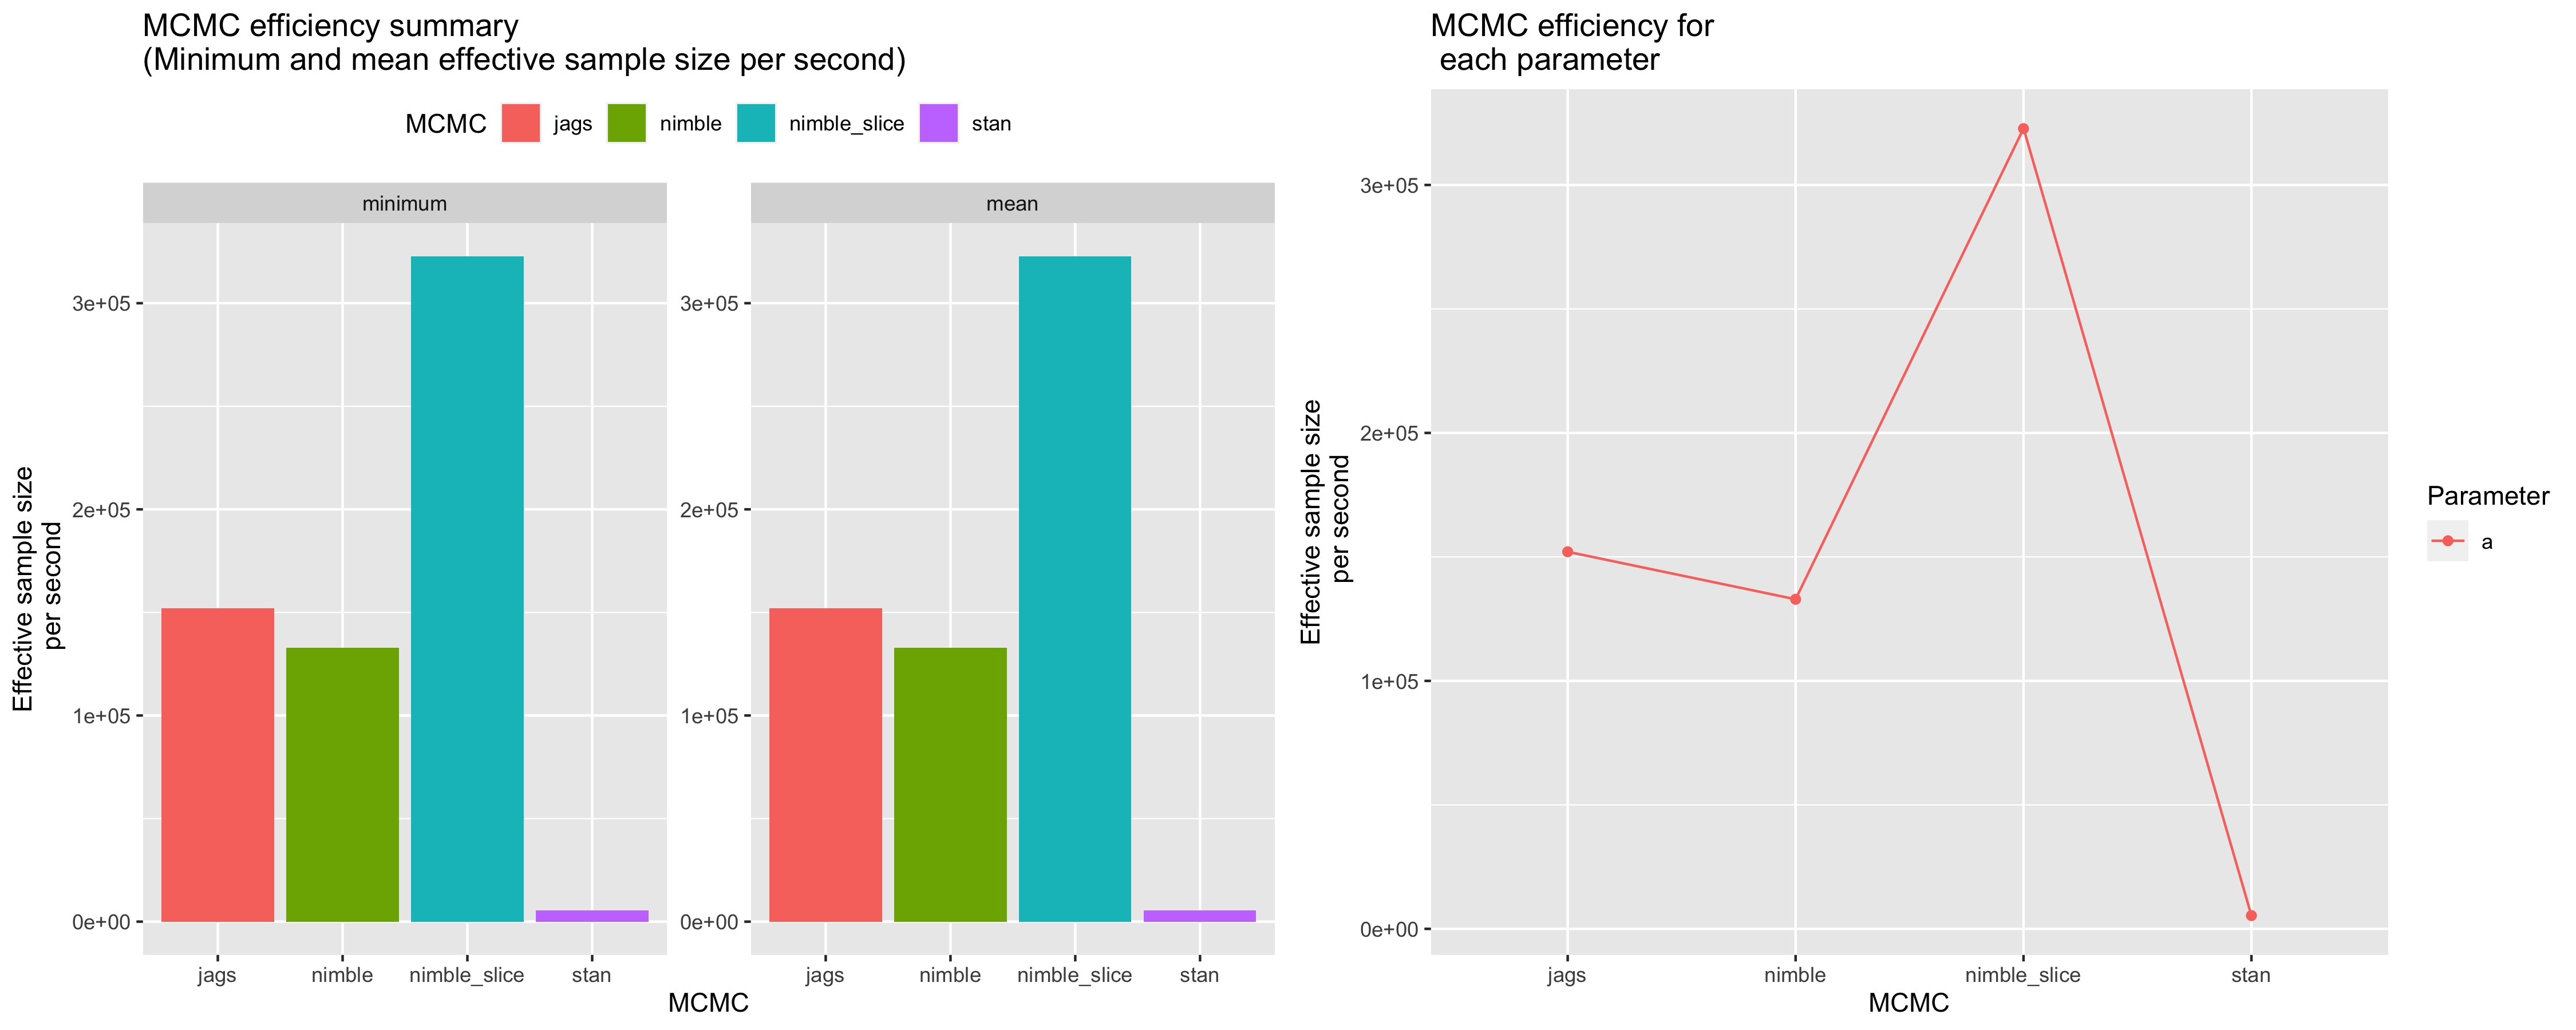 MCMC efficiency summary
(Minimum and mean effective sample size per second)
MCMC jags nimble nimble_slice stan
minimum
mean
Effective sample size
per second
3e+05
2e+05
1e+05
0e+00
jags nimble nimble_slice stan
3e+05
2e+05
1e+05
0e+00
jags nimble nimble_slice stan
MCMC
MCMC efficiency for
each parameter
Effective sample size
per second
3e+05
2e+05
1e+05
0e+00
jags nimble nimble_slice stan
MCMC
Parameter
a